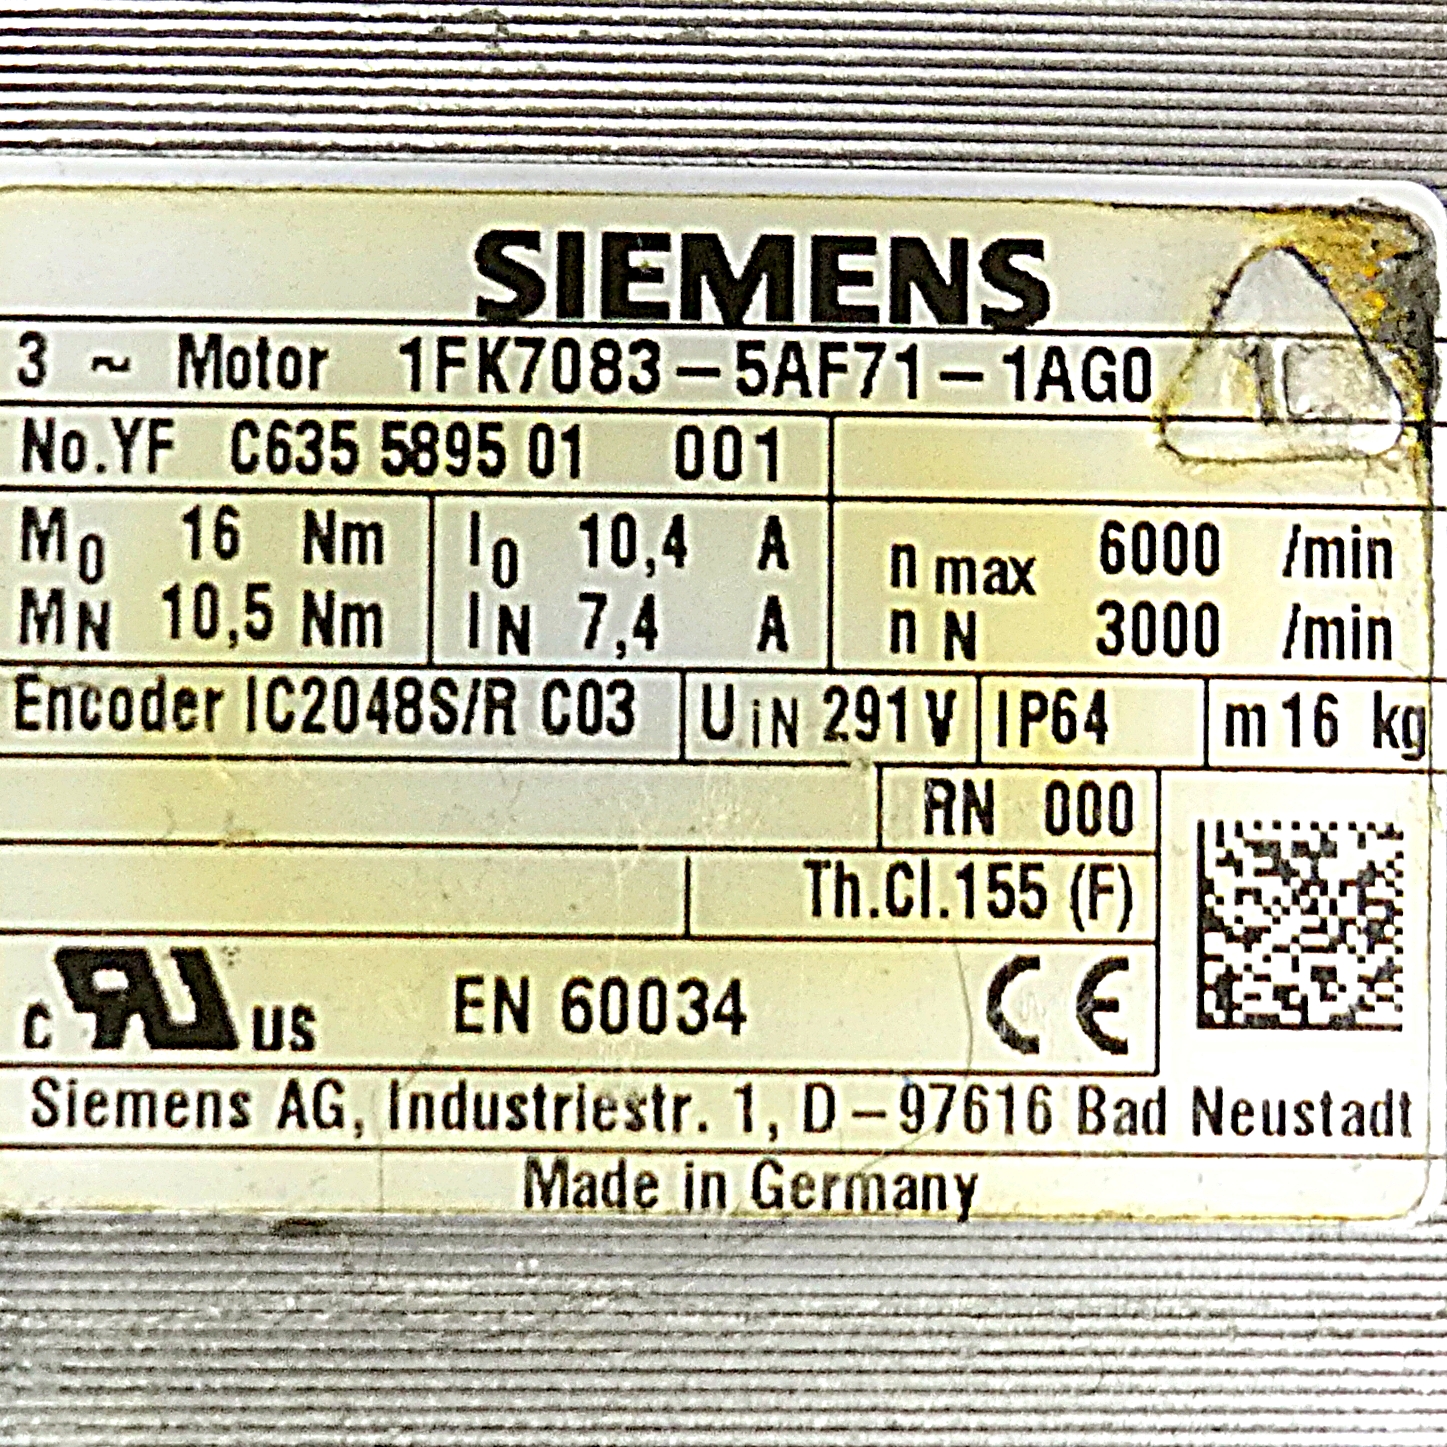 SIEMENS
3 ~ Motor 1FK7083-5AF71-1AG0
No.YF C635 5895 01 001
M0 16 Nm I0 10,4 A n max 6000 /min
MN 10,5 Nm IN 7,4 A n N 3000 /min
Encoder IC2048S/R C03 UiN 291 V IP64 m 16 kg
RN 000
Th.Cl.155 (F)
c RU US EN 60034 CE
Siemens AG, Industriestr. 1, D-97616 Bad Neustadt
Made in Germany